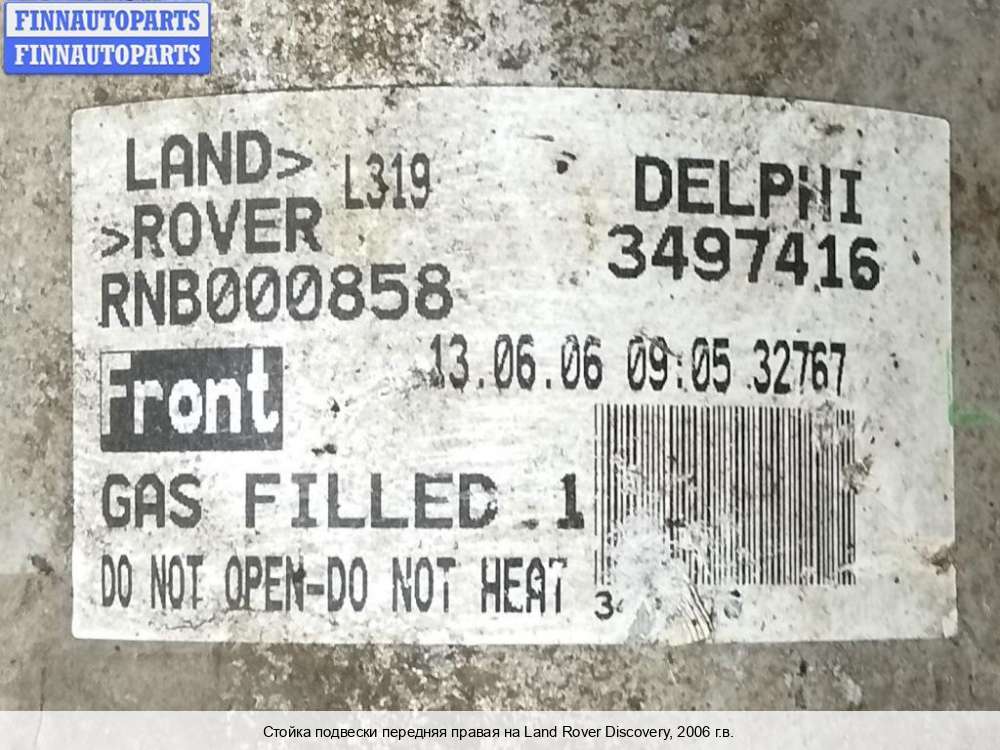 FINNAUTOPARTS
FINNAUTOPARTS
LAND> L319
>ROVER
RNB000858
DELPHI
3497416
13.06.06 09:05 32767
Front
GAS FILLED 1
DO NOT OPEN-DO NOT HEAT
Стойка подвески передняя правая на Land Rover Discovery, 2006 г.в.